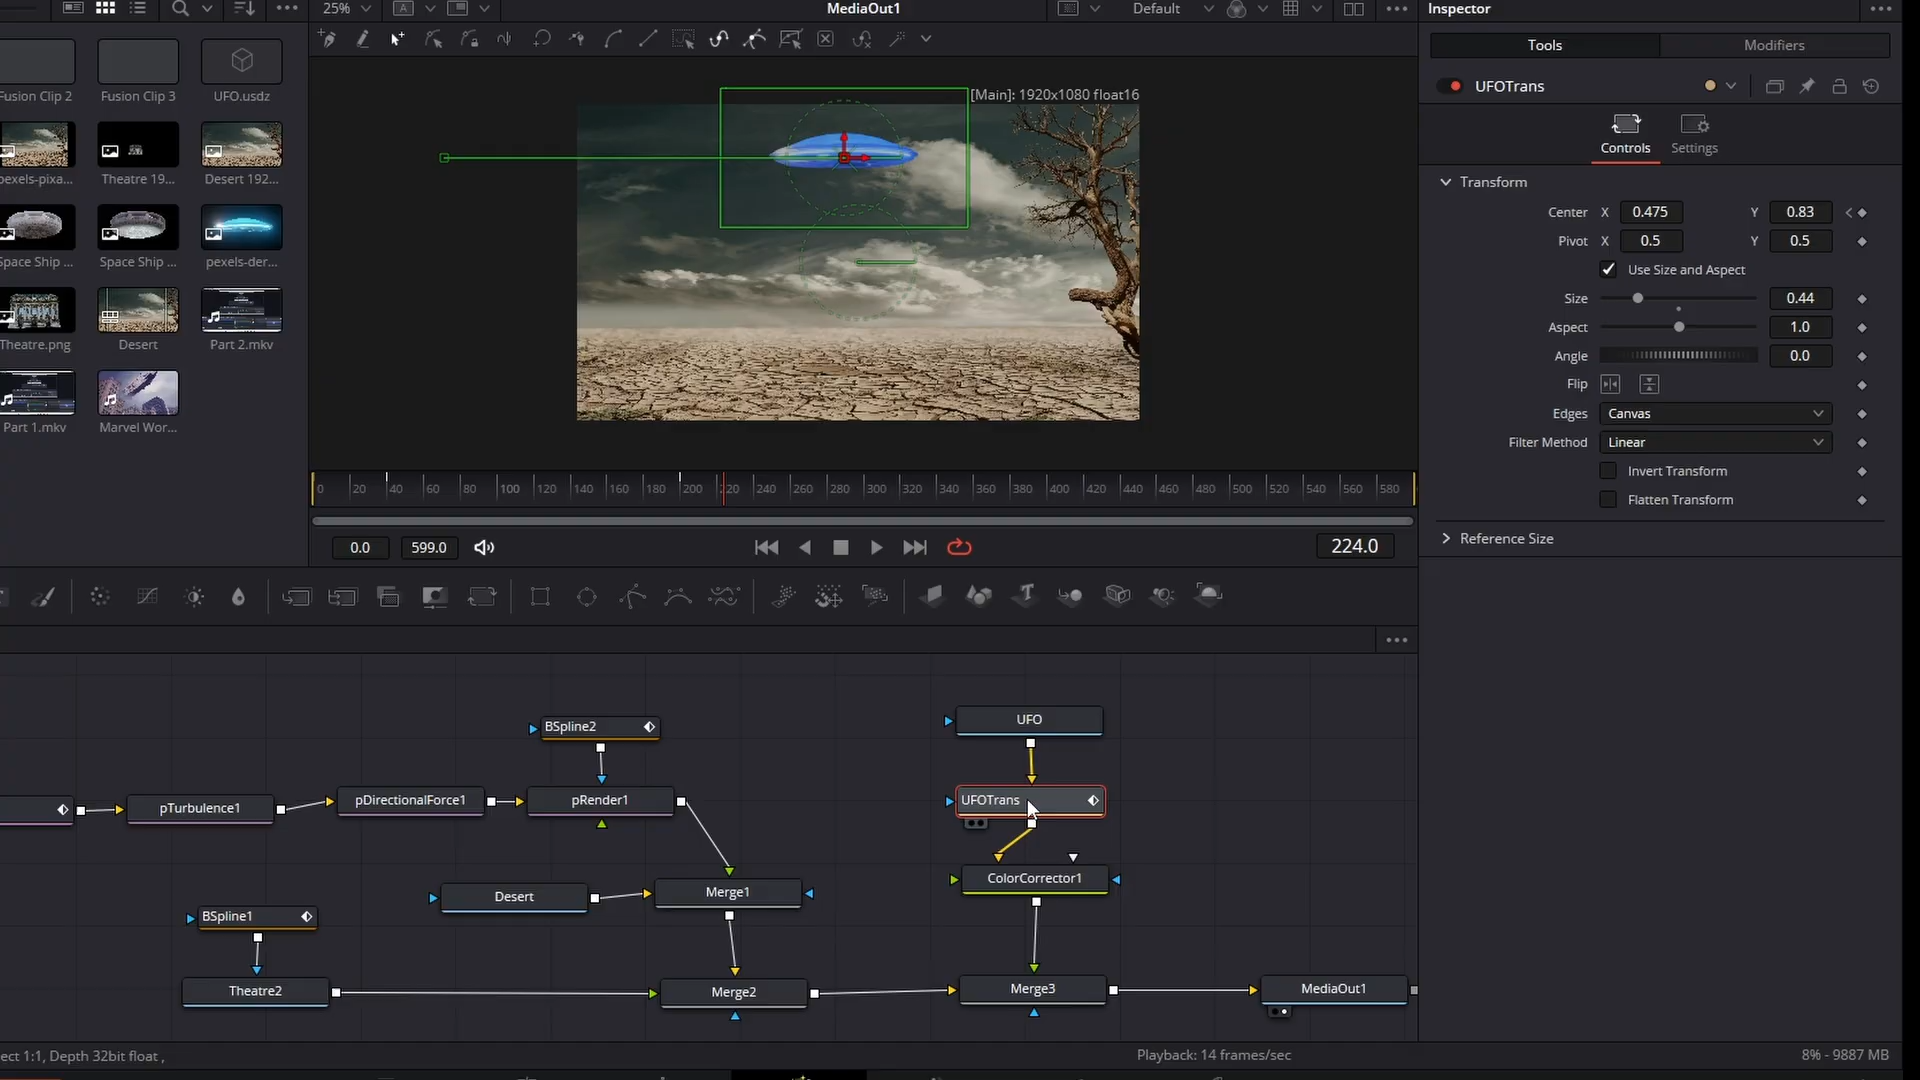 25%
A
MediaOut1
Default
Inspector
Fusion Clip 2
Fusion Clip 3
UFO.usdz
pexels-pixa...
Theatre 19...
Desert 192...
Space Ship ...
Space Ship ...
pexels-der...
Theatre.png
Desert
Part 2.mkv
Part 1.mkv
Marvel Wor...
[Main]: 1920x1080 float16
Tools
Modifiers
UFOTrans
Controls
Settings
Transform
Center X 0.475 Y 0.83
Pivot X 0.5 Y 0.5
Use Size and Aspect
Size 0.44
Aspect 1.0
Angle 0.0
Flip
Edges Canvas
Filter Method Linear
Invert Transform
Flatten Transform
Reference Size
0 20 40 60 80 100 120 140 160 180 200 220 240 260 280 300 320 340 360 380 400 420 440 460 480 500 520 540 560 580
0.0
599.0
224.0
BSpline2
UFO
pTurbulence1
pDirectionalForce1
pRender1
UFOTrans
Desert
Merge1
ColorCorrector1
BSpline1
Theatre2
Merge2
Merge3
MediaOut1
ect 1:1, Depth 32bit float ,
Playback: 14 frames/sec
8% - 9887 MB